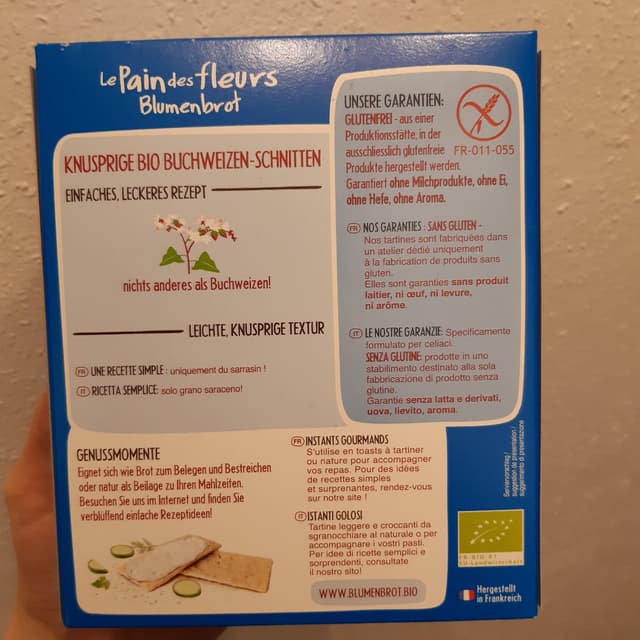 Le Pain des fleurs
Blumenbrot
KNUSPRIGE BIO BUCHWEIZEN-SCHNITTEN
EINFACHES, LECKERES REZEPT
nichts anderes als Buchweizen!
LEICHTE, KNUSPRIGE TEXTUR
FR UNE RECETTE SIMPLE : uniquement du sarrasin !
IT RICETTA SEMPLICE: solo grano saraceno!
UNSERE GARANTIEN:
GLUTENFREI - aus einer
Produktionsstätte, in der
ausschliesslich glutenfreie
Produkte hergestellt werden.
Garantiert ohne Milchprodukte, ohne Ei,
ohne Hefe, ohne Aroma.
FR-011-055
FR NOS GARANTIES : SANS GLUTEN -
Nos tartines sont fabriquées dans
un atelier dédié uniquement
à la fabrication de produits sans
gluten.
Elles sont garanties sans produit
laitier, ni œuf, ni levure,
ni arôme.
IT LE NOSTRE GARANZIE: Specificamente
formulato per celiaci.
SENZA GLUTINE: prodotte in uno
stabilimento destinato alla sola
fabbricazione di prodotto senza
glutine.
Garantie senza latte e derivati,
uova, lievito, aroma.
GENUSSMOMENTE
Eignet sich wie Brot zum Belegen und Bestreichen
oder natur als Beilage zu Ihren Mahlzeiten.
Besuchen Sie uns im Internet und finden Sie
verblüffend einfache Rezeptideen!
FR INSTANTS GOURMANDS
S'utilise en toasts à tartiner
ou nature pour accompagner
vos repas. Pour des idées
de recettes simples
et surprenantes, rendez-vous
sur notre site !
IT ISTANTI GOLOSI
Tartine leggere e croccanti da
sgranocchiare al naturale o per
accompagnare i vostri pasti.
Per idee di ricette semplici e
sorprendenti, consultate
il nostro sito!
WWW.BLUMENBROT.BIO
Serviervorschlag /
suggestion de présentation /
suggerimento di presentazione
FR-BIO-01
EU-Landwirtschaft
Hergestellt
in Frankreich